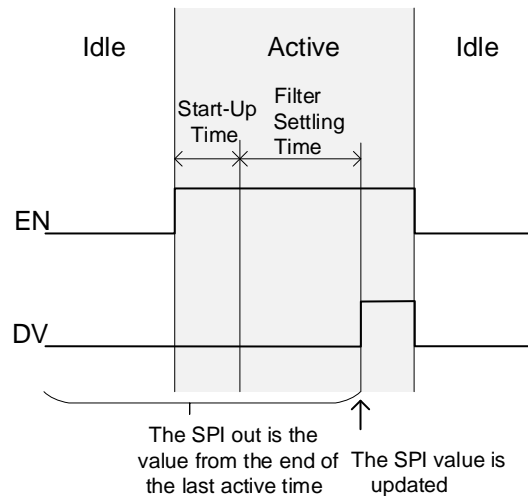 Idle
Active
Idle
Start-Up
Time
Filter
Settling
Time
EN
DV
The SPI out is the
value from the end of
the last active time
The SPI value is
updated